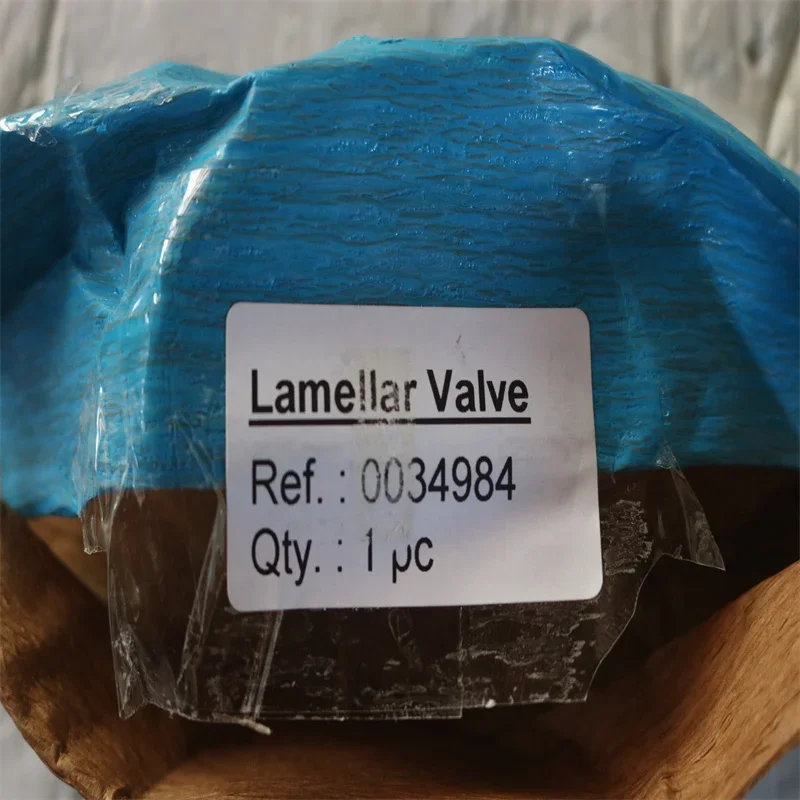 Lamellar Valve
Ref. : 0034984
Qty. : 1 pc